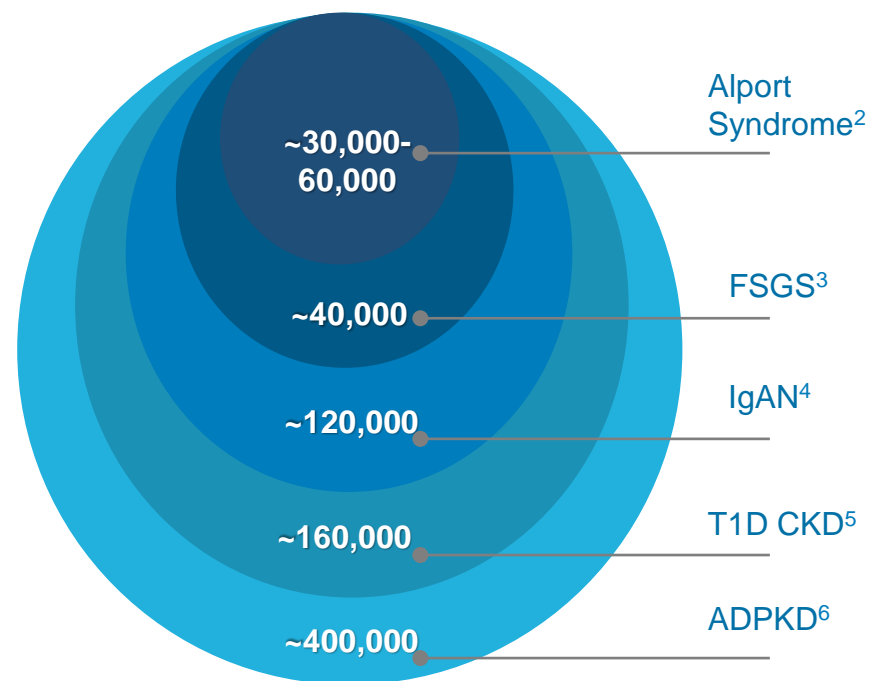 Alport
Syndrome2
~30,000-
60,000
FSGS3
~40,000
IgAN4
~120,000
T1D CKD5
~160,000
ADPKD6
~400,000